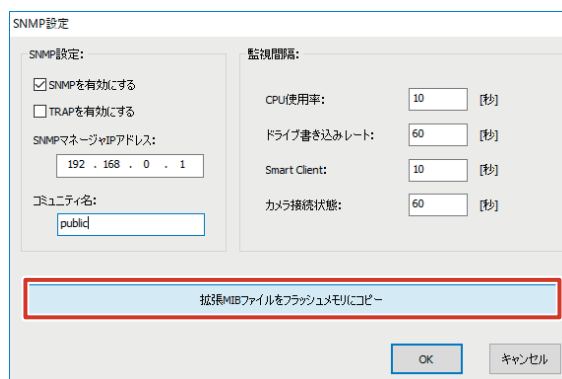 SNMP設定
SNMP設定:
SNMPを有効にする
TRAPを有効にする
SNMPマネージャIPアドレス:
192 . 168 . 0 . 1
コミュニティ名:
public
監視間隔:
CPU使用率: 10 [秒]
ドライブ書き込みレート: 60 [秒]
Smart Client: 10 [秒]
カメラ接続状態: 60 [秒]
拡張MIBファイルをフラッシュメモリにコピー
OK キャンセル